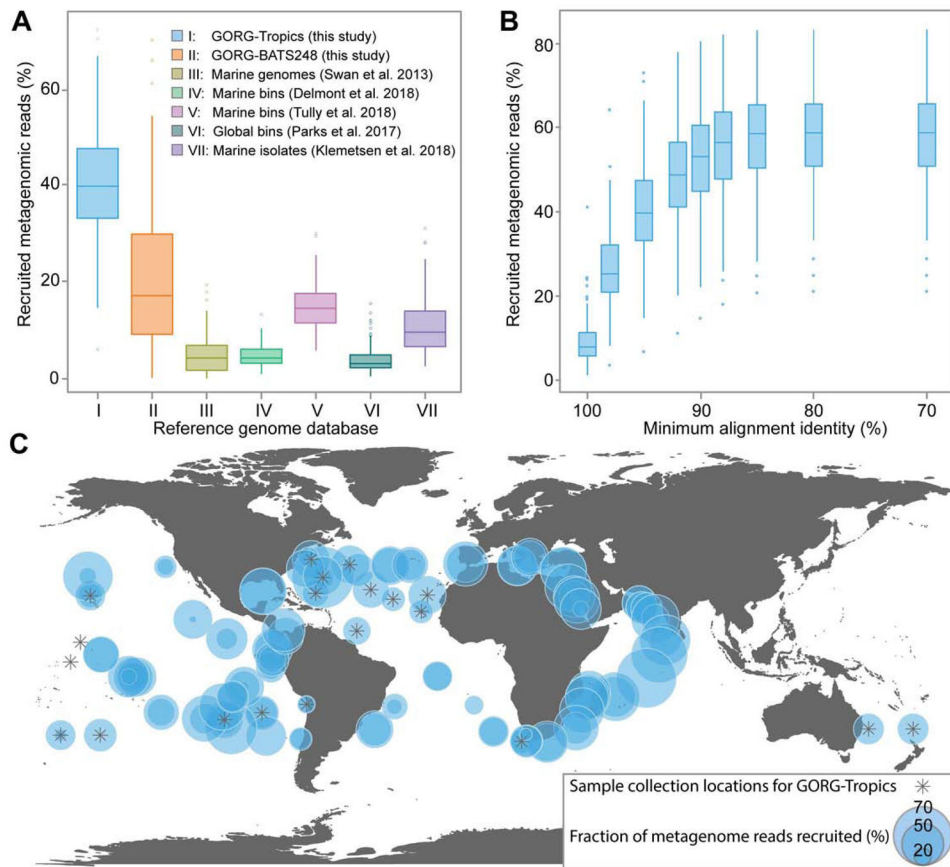 A
I: GORG-Tropics (this study)
II: GORG-BATS248 (this study)
III: Marine genomes (Swan et al. 2013)
IV: Marine bins (Delmont et al. 2018)
V: Marine bins (Tully et al. 2018)
VI: Global bins (Parks et al. 2017)
VII: Marine isolates (Klemetsen et al. 2018)
Recruited metagenomic reads (%)
60
40
20
0
I II III IV V VI VII
Reference genome database
B
Recruited metagenomic reads (%)
80
60
40
20
0
100 90 80 70
Minimum alignment identity (%)
C
Sample collection locations for GORG-Tropics
Fraction of metagenome reads recruited (%)
70
50
20